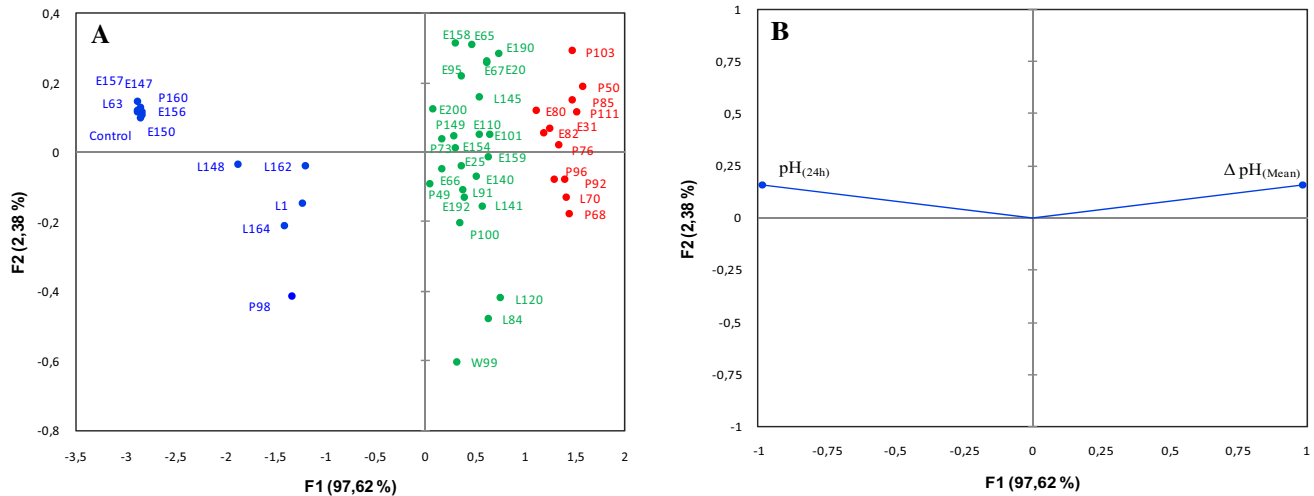 A
0,4
0,2
0
-0,2
-0,4
-0,6
-0,8
F2 (2,38 %)
E158 E65
E190
P103
E95
E67 E20
E157 E147
P50
L63
P160
L145
P85
E156
E200
E80
P111
Control
E150
P149
E110
E31
E101
E82
P73
E154
P76
E159
L148
L162
E25
P96
E66
E140
P92
P49
L91
L70
L1
E192
L141
P68
L164
P100
P98
L120
L84
W99
-3,5 -3 -2,5 -2 -1,5 -1 -0,5 0 0,5 1 1,5 2
F1 (97,62 %)
B
1
0,75
0,5
0,25
0
-0,25
-0,5
-0,75
-1
F2 (2,38 %)
pH(24h)
Δ pH(Mean)
-1 -0,75 -0,5 -0,25 0 0,25 0,5 0,75 1
F1 (97,62 %)